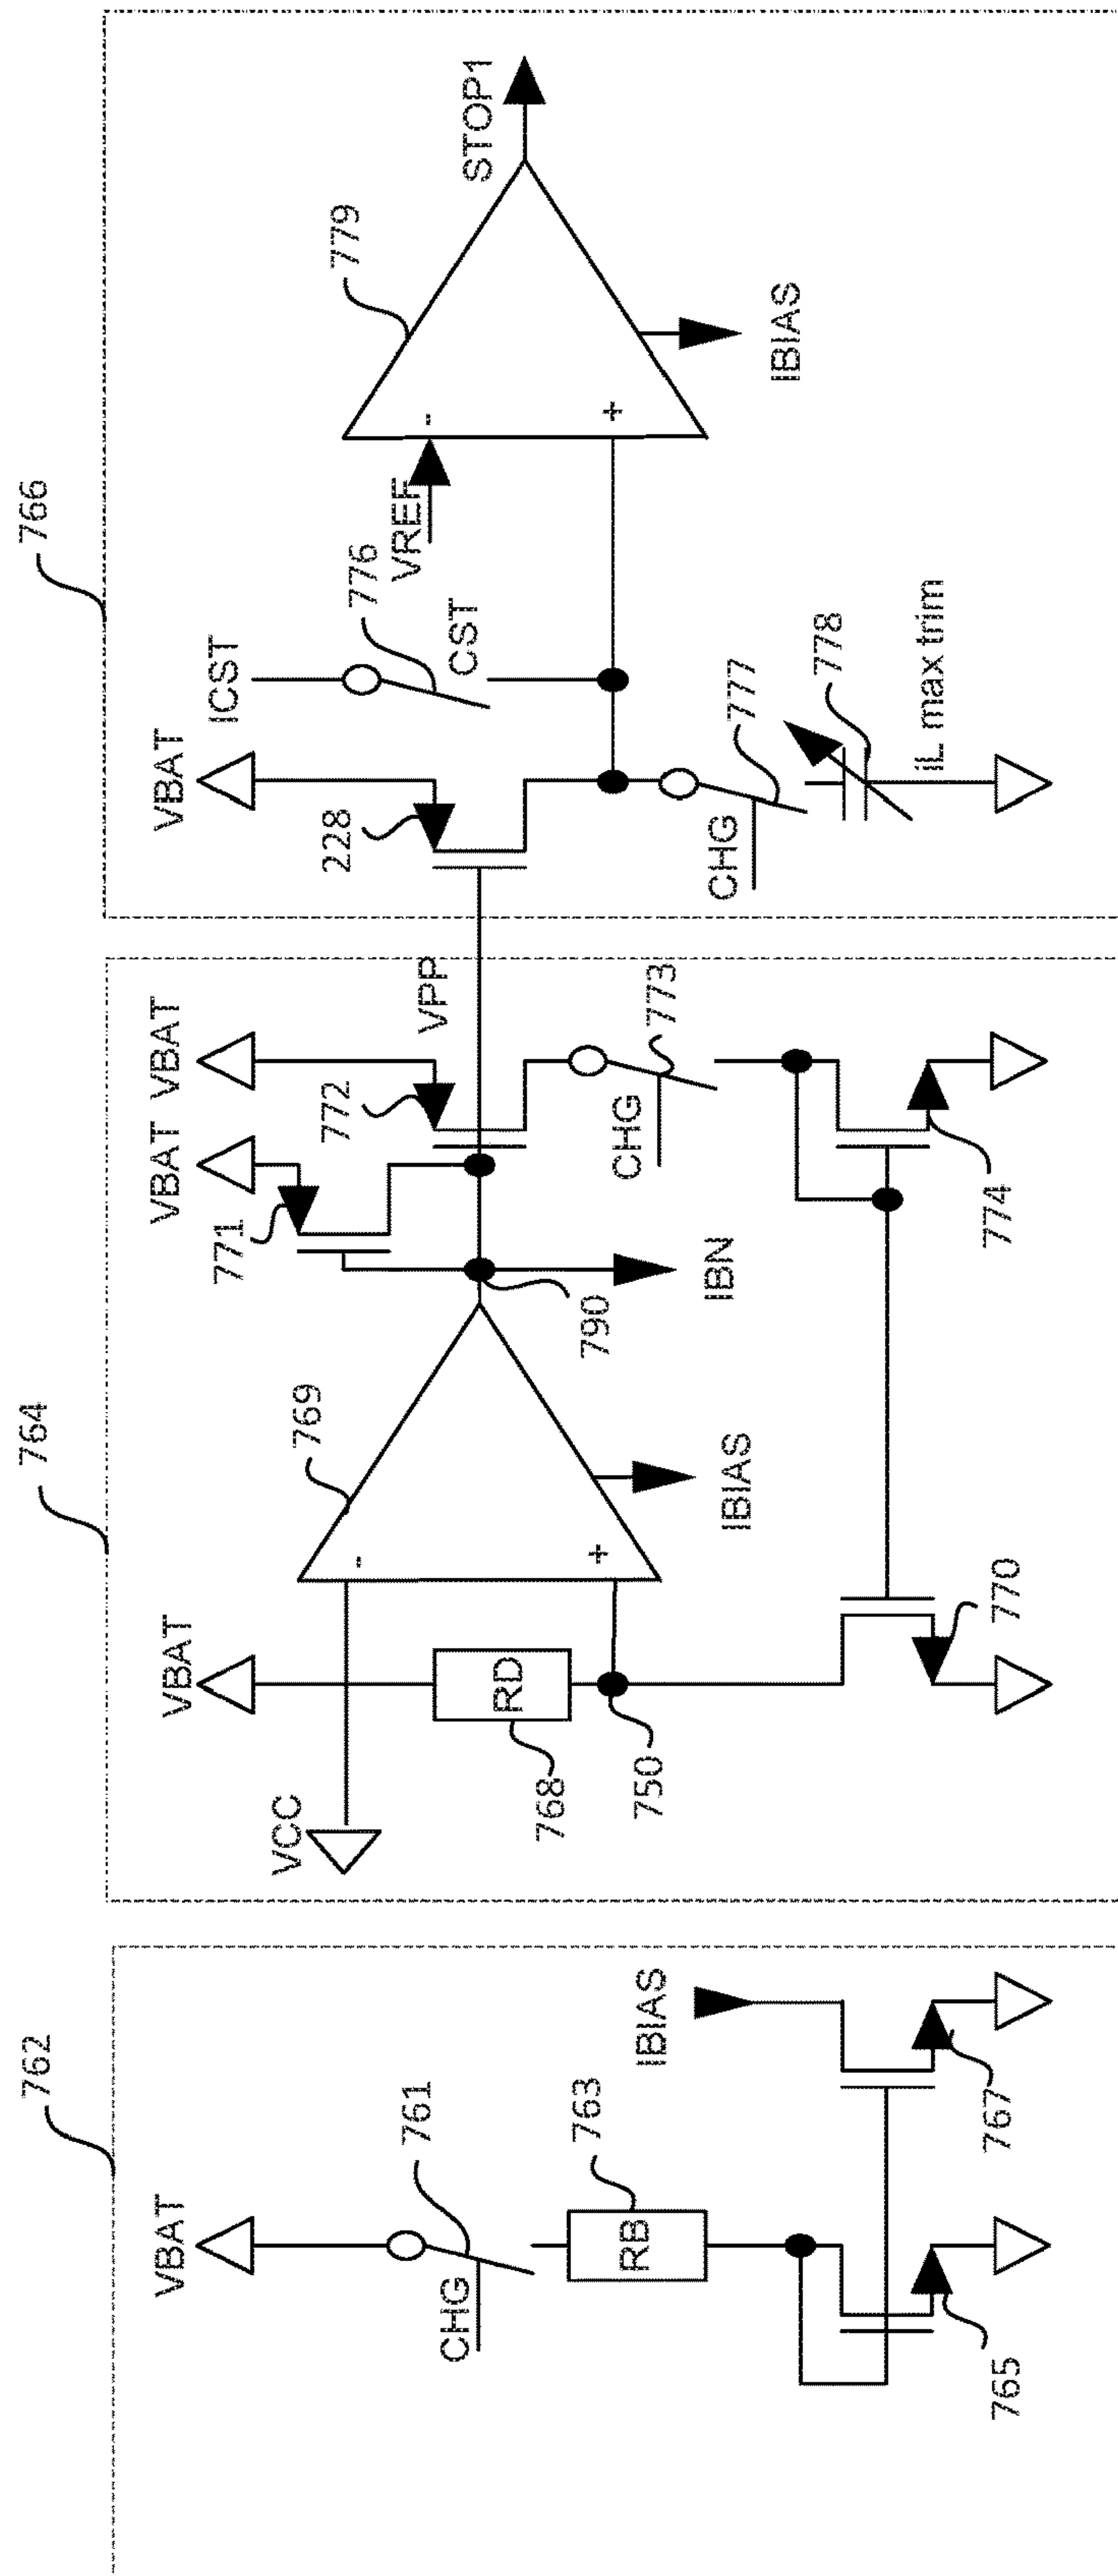 762
VBAT
761
CHG
763
RB
IBIAS
765
767
764
VCC
VBAT
RD
768
750
769
-
+
IBIAS
790
IBN
771
VBAT
VBAT
772
VPP
CHG
773
770
774
766
VBAT
228
ICST
776
CST
VREF
-
+
779
STOP1
IBIAS
CHG
777
778
iL max trim